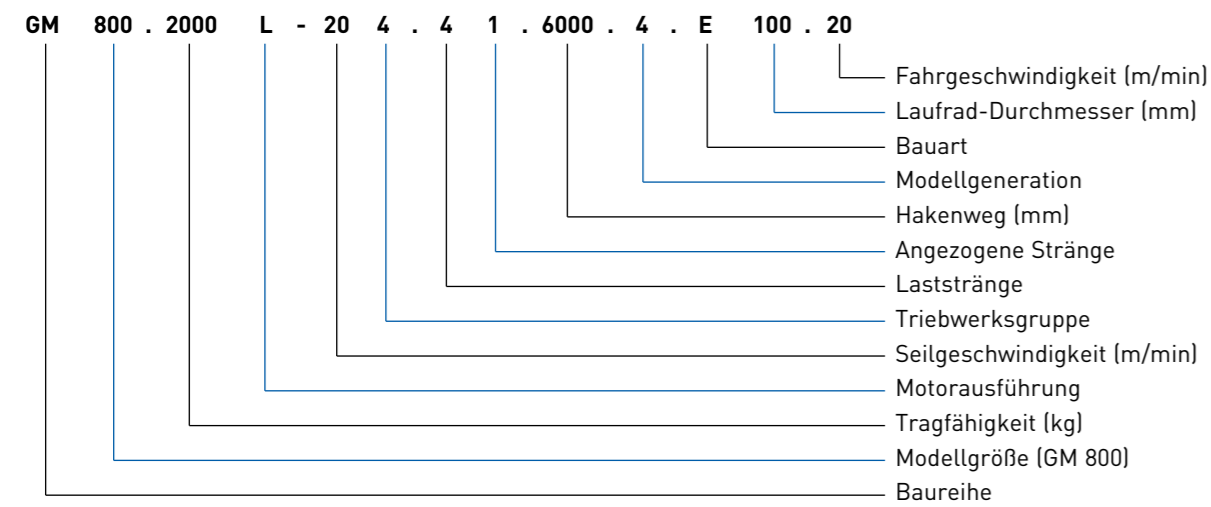 GM 800 . 2000 L - 20 4 . 4 1 . 6000 . 4 . E 100 . 20
Fahrgeschwindigkeit (m/min)
Laufrad-Durchmesser (mm)
Bauart
Modellgeneration
Hakenweg (mm)
Angezogene Stränge
Laststränge
Triebwerksgruppe
Seilgeschwindigkeit (m/min)
Motorausführung
Tragfähigkeit (kg)
Modellgröße (GM 800)
Baureihe